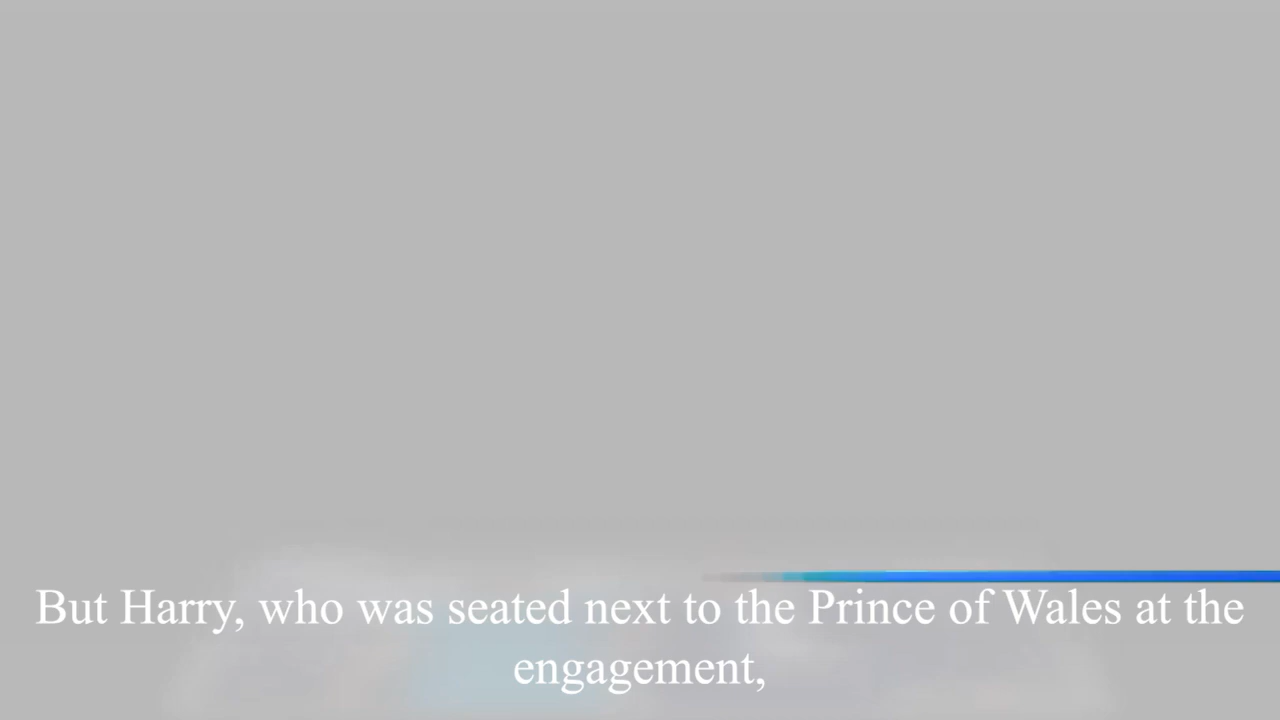 But Harry, who was seated next to the Prince of Wales at the
engagement,